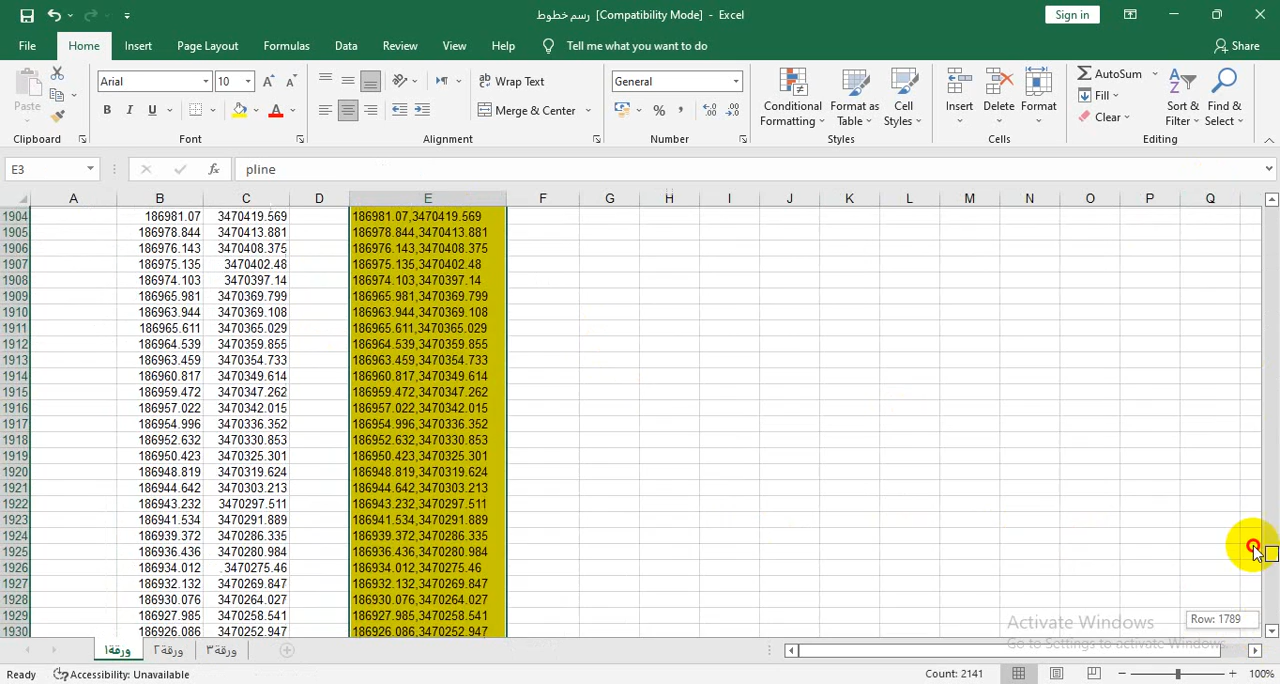 رسم خطوط [Compatibility Mode] - Excel
Sign in
File Home Insert Page Layout Formulas Data Review View Help Tell me what you want to do Share
Paste
Arial 10
Wrap Text
Merge & Center
General
Conditional Formatting
Format as Table
Cell Styles
Insert Delete Format
AutoSum
Fill
Clear
Sort & Filter
Find & Select
Clipboard Font Alignment Number Styles Cells Editing
E3 fx pline
A B C D E F G H I J K L M N O P Q
1904 186981.07 3470419.569 186981.07,3470419.569
1905 186978.844 3470413.881 186978.844,3470413.881
1906 186976.143 3470408.375 186976.143,3470408.375
1907 186975.135 3470402.48 186975.135,3470402.48
1908 186974.103 3470397.14 186974.103,3470397.14
1909 186965.981 3470369.799 186965.981,3470369.799
1910 186963.944 3470369.108 186963.944,3470369.108
1911 186965.611 3470365.029 186965.611,3470365.029
1912 186964.539 3470359.855 186964.539,3470359.855
1913 186963.459 3470354.733 186963.459,3470354.733
1914 186960.817 3470349.614 186960.817,3470349.614
1915 186959.472 3470347.262 186959.472,3470347.262
1916 186957.022 3470342.015 186957.022,3470342.015
1917 186954.996 3470336.352 186954.996,3470336.352
1918 186952.632 3470330.853 186952.632,3470330.853
1919 186950.423 3470325.301 186950.423,3470325.301
1920 186948.819 3470319.624 186948.819,3470319.624
1921 186944.642 3470303.213 186944.642,3470303.213
1922 186943.232 3470297.511 186943.232,3470297.511
1923 186941.534 3470291.889 186941.534,3470291.889
1924 186939.372 3470286.335 186939.372,3470286.335
1925 186936.436 3470280.984 186936.436,3470280.984
1926 186934.012 3470275.46 186934.012,3470275.46
1927 186932.132 3470269.847 186932.132,3470269.847
1928 186930.076 3470264.027 186930.076,3470264.027
1929 186927.985 3470258.541 186927.985,3470258.541
1930 186926.086 3470252.947 186926.086,3470252.947
Row: 1789
Activate Windows
Go to Settings to activate Windows.
ورقة١ ورقة٢ ورقة٣
Ready Accessibility: Unavailable Count: 2141 100%